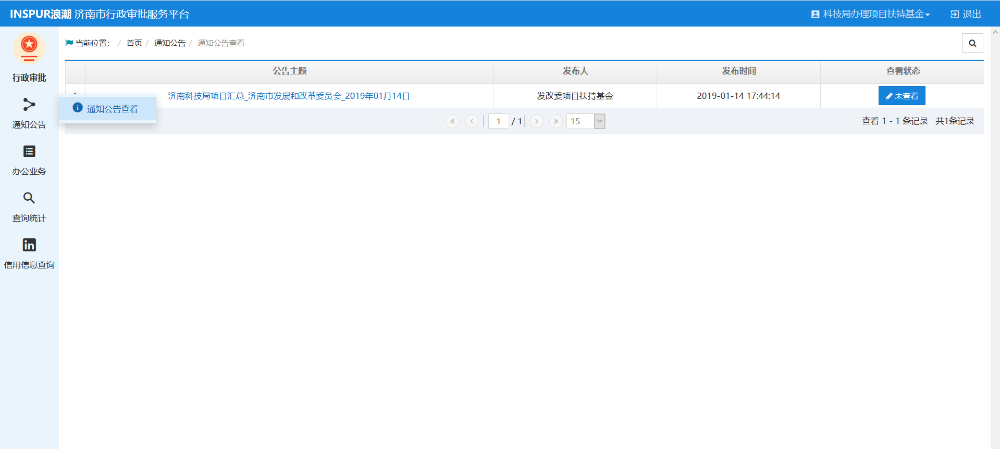 INSPUR浪潮 济南市行政审批服务平台
科技局办理项目扶持基金
退出
行政审批
通知公告
办公业务
查询统计
信用信息查询
当前位置： / 首页 / 通知公告 / 通知公告查看
公告主题 发布人 发布时间 查看状态
济南科技局项目汇总_济南市发展和改革委员会_2019年01月14日 发改委项目扶持基金 2019-01-14 17:44:14 未查看
通知公告查看
1 / 1 15 查看 1 - 1 条记录 共1条记录